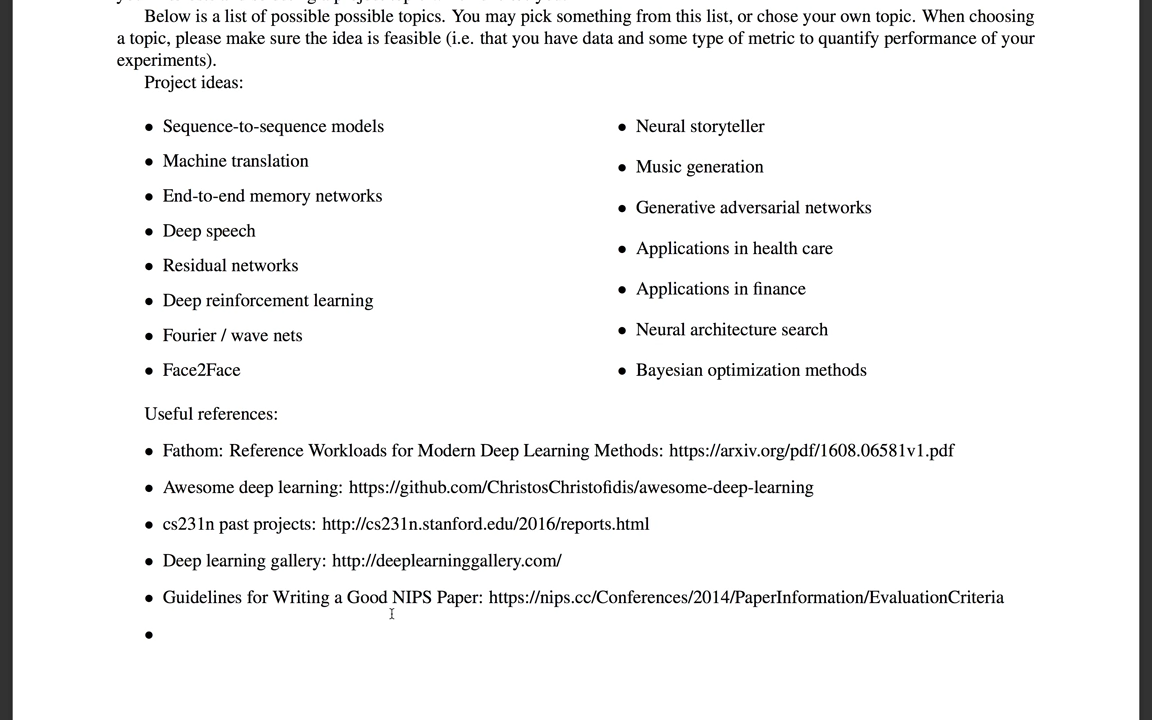 Below is a list of possible possible topics. You may pick something from this list, or chose your own topic. When choosing
a topic, please make sure the idea is feasible (i.e. that you have data and some type of metric to quantify performance of your
experiments).
Project ideas:
• Sequence-to-sequence models
• Machine translation
• End-to-end memory networks
• Deep speech
• Residual networks
• Deep reinforcement learning
• Fourier / wave nets
• Face2Face
• Neural storyteller
• Music generation
• Generative adversarial networks
• Applications in health care
• Applications in finance
• Neural architecture search
• Bayesian optimization methods
Useful references:
• Fathom: Reference Workloads for Modern Deep Learning Methods: https://arxiv.org/pdf/1608.06581v1.pdf
• Awesome deep learning: https://github.com/ChristosChristofidis/awesome-deep-learning
• cs231n past projects: http://cs231n.stanford.edu/2016/reports.html
• Deep learning gallery: http://deeplearninggallery.com/
• Guidelines for Writing a Good NIPS Paper: https://nips.cc/Conferences/2014/PaperInformation/EvaluationCriteria
•